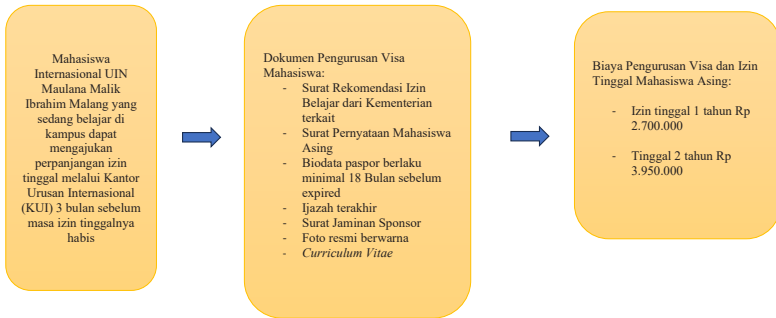 Mahasiswa
Internasional UIN
Maulana Malik
Ibrahim Malang yang
sedang belajar di
kampus dapat
mengajukan
perpanjangan izin
tinggal melalui Kantor
Urusan Internasional
(KUI) 3 bulan sebelum
masa izin tinggalnya
habis
Dokumen Pengurusan Visa
Mahasiswa:
- Surat Rekomendasi Izin
Belajar dari Kementerian
terkait
- Surat Pernyataan Mahasiswa
Asing
- Biodata paspor berlaku
minimal 18 Bulan sebelum
expired
- Ijazah terakhir
- Surat Jaminan Sponsor
- Foto resmi berwarna
- Curriculum Vitae
Biaya Pengurusan Visa dan Izin
Tinggal Mahasiswa Asing:
- Izin tinggal 1 tahun Rp
2.700.000
- Tinggal 2 tahun Rp
3.950.000